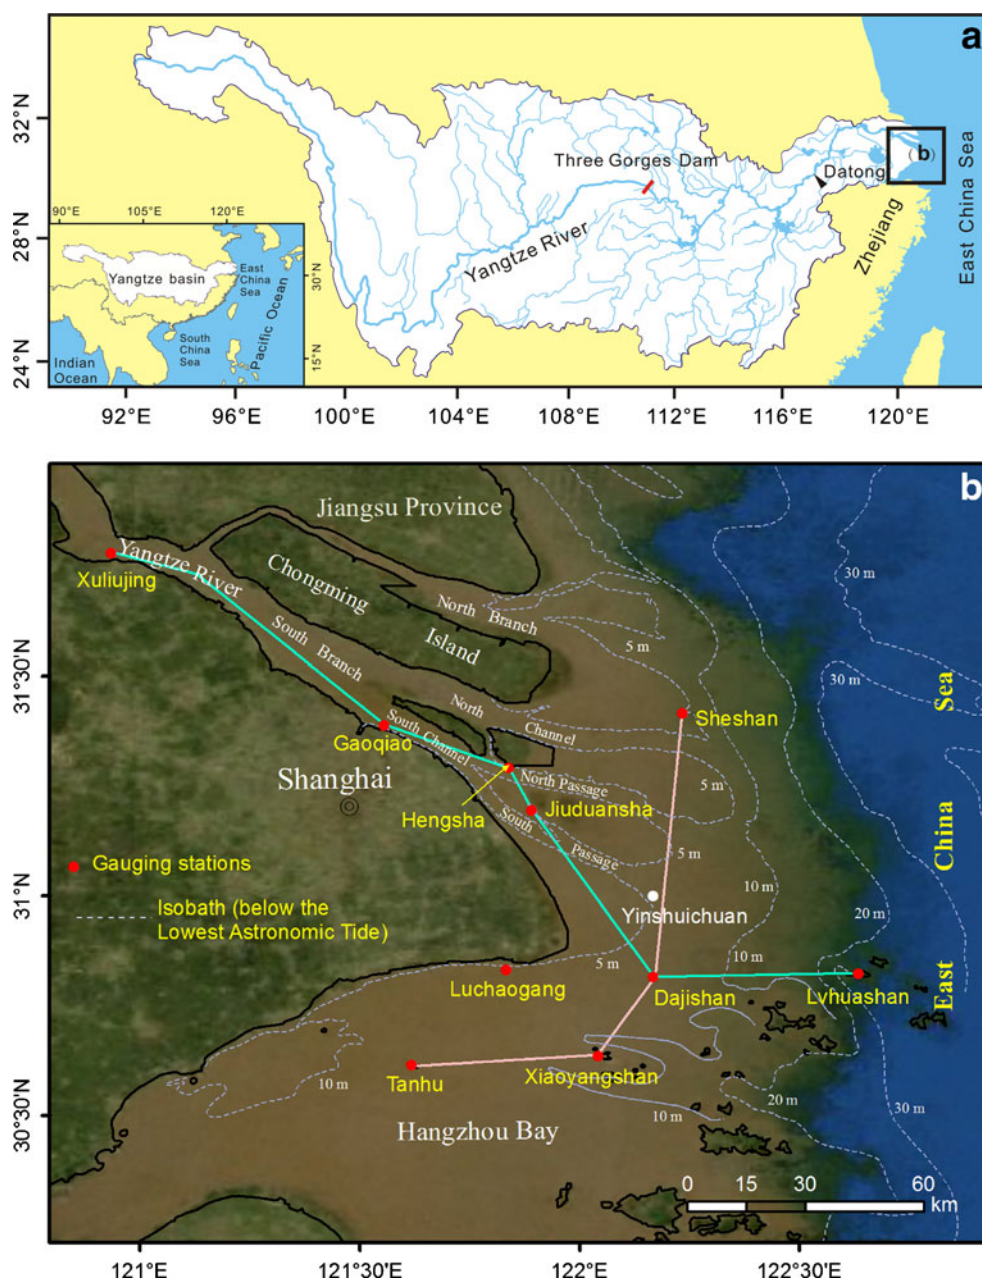 a
32°N
28°N
24°N
Three Gorges Dam
Datong
(b)
Yangtze River
Zhejiang
East China Sea
90°E
105°E
120°E
Yangtze basin
East
China
Sea
South
China
Sea
Pacific Ocean
Indian
Ocean
30°N
15°N
92°E
96°E
100°E
104°E
108°E
112°E
116°E
120°E
b
Jiangsu Province
Yangtze River
Xuliujing
Chongming
Island
North Branch
South Branch
30 m
5 m
30 m
31°30'N
North
Channel
South Channel
Sheshan
Gaoqiao
Shanghai
Hengsha
North Passage
Jiuduansha
South
Passage
5 m
5 m
Gauging stations
Isobath (below the
Lowest Astronomic Tide)
31°N
Yinshuichuan
10 m
20 m
10 m
5 m
Luchaogang
Dajishan
Lvhuashan
East China Sea
Tanhu
Xiaoyangshan
10 m
10 m
20 m
30 m
30°30'N
Hangzhou Bay
0 15 30 60
km
121°E
121°30'E
122°E
122°30'E